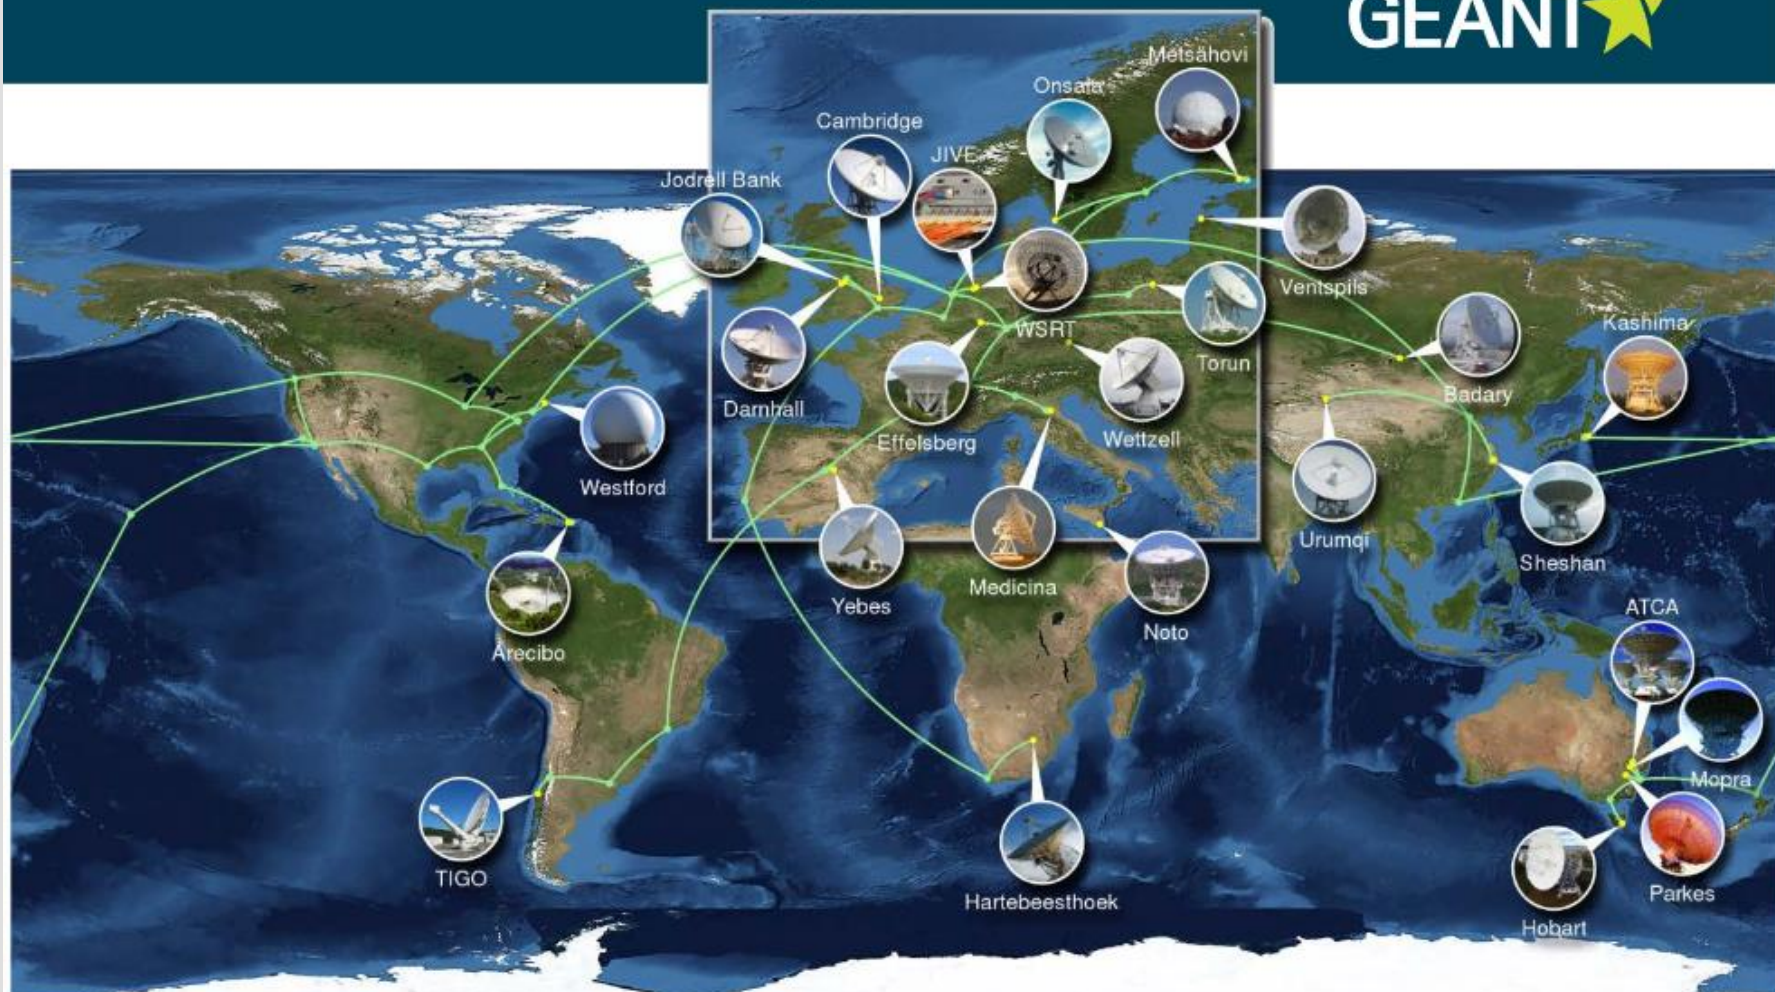 GÉANT
Metsähovi
Onsala
Cambridge
JIVE
Jodrell Bank
Ventspils
WSRT
Kashima
Torun
Badary
Darnhall
Effelsberg
Wettzell
Westford
Urumqi
Sheshan
Medicina
Yebes
Noto
ATCA
Arecibo
Mopra
TIGO
Parkes
Hartebeesthoek
Hobart